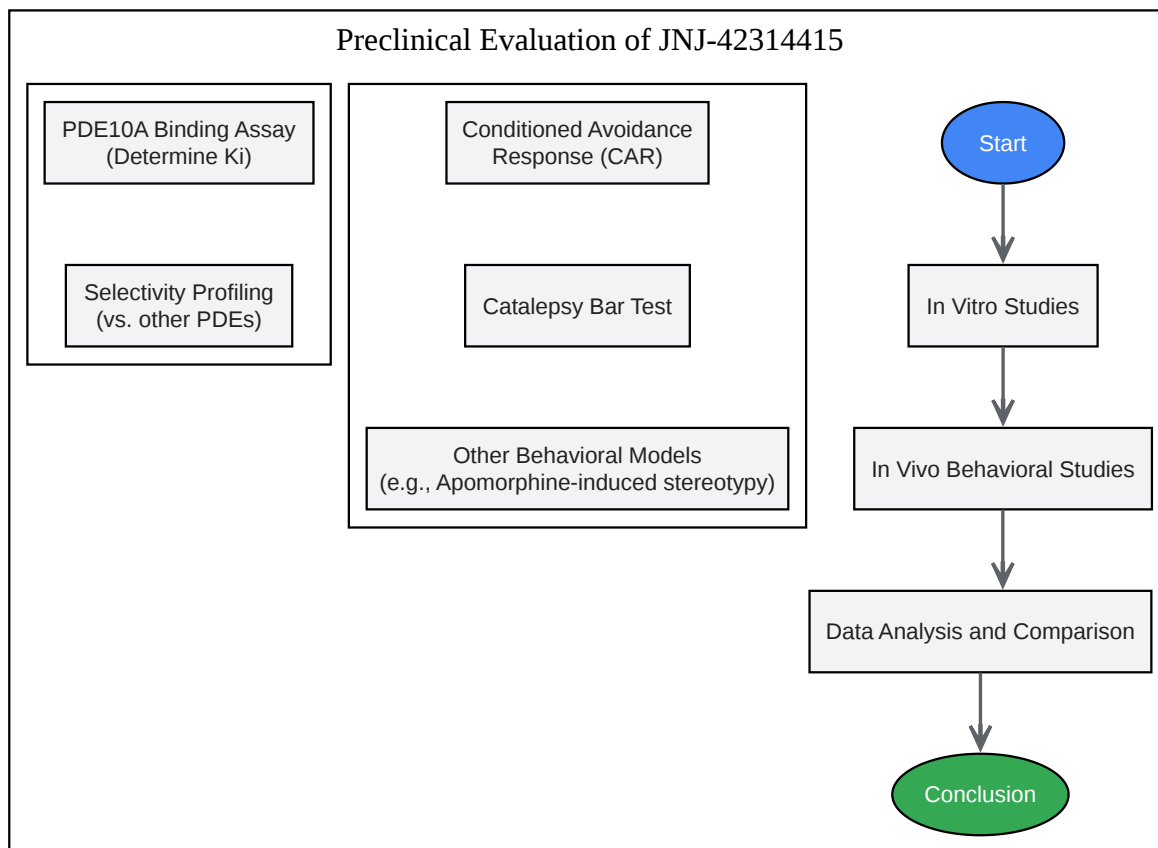 Preclinical Evaluation of JNJ-42314415
PDE10A Binding Assay
(Determine Ki)
Selectivity Profiling
(vs. other PDEs)
Conditioned Avoidance
Response (CAR)
Catalepsy Bar Test
Other Behavioral Models
(e.g., Apomorphine-induced stereotypy)
Start
In Vitro Studies
In Vivo Behavioral Studies
Data Analysis and Comparison
Conclusion